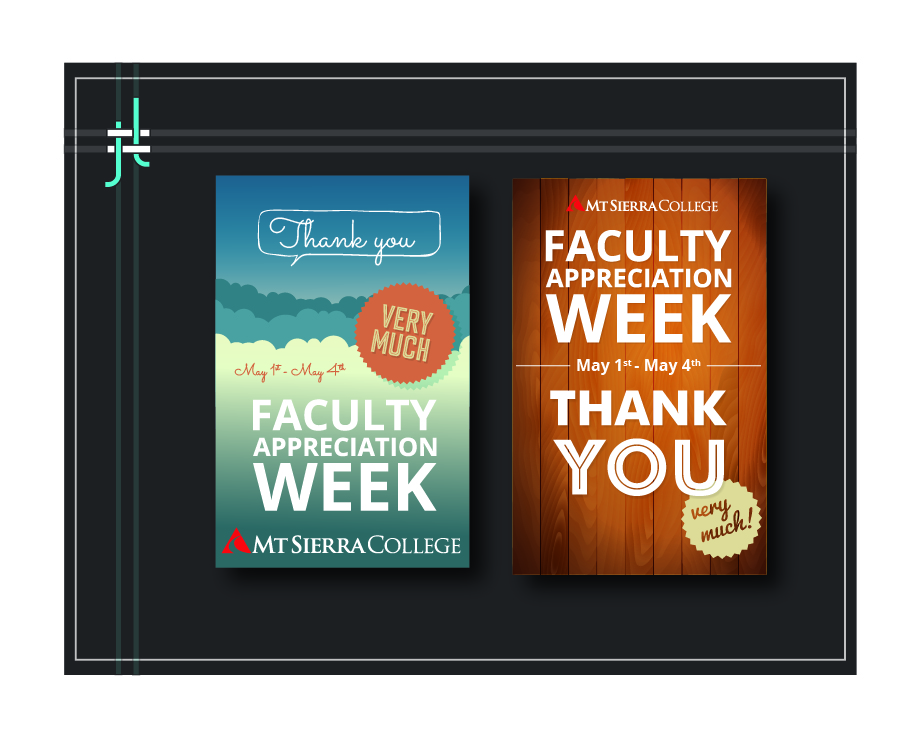 jt
Thank you
VERY
MUCH
May 1st - May 4th
FACULTY
APPRECIATION
WEEK
MT SIERRA COLLEGE
MT SIERRA COLLEGE
FACULTY
APPRECIATION
WEEK
May 1st - May 4th
THANK
YOU
very
much!